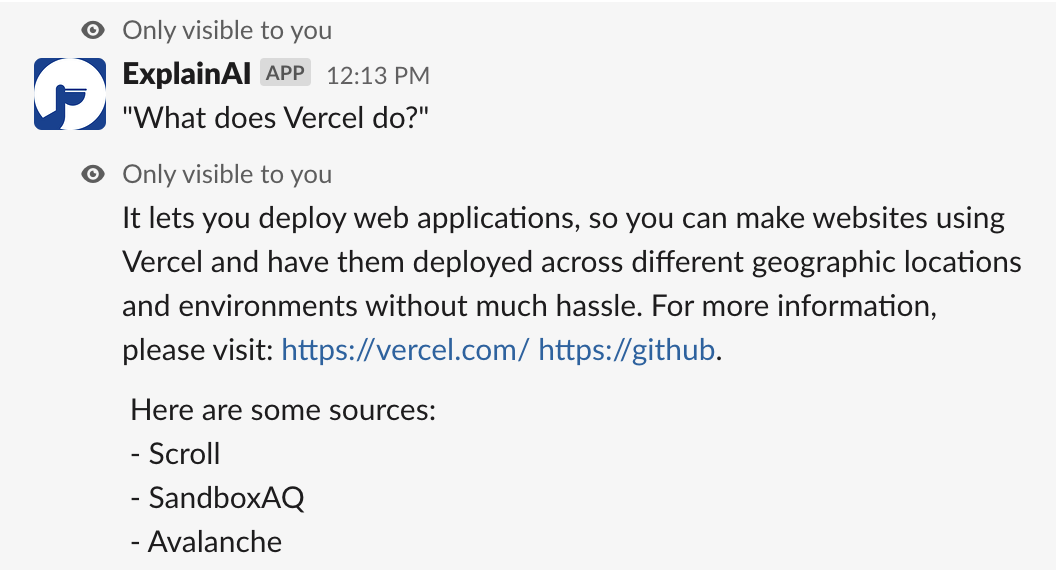 Only visible to you
ExplainAI APP 12:13 PM
"What does Vercel do?"
Only visible to you
It lets you deploy web applications, so you can make websites using
Vercel and have them deployed across different geographic locations
and environments without much hassle. For more information,
please visit: https://vercel.com/ https://github.
Here are some sources:
- Scroll
- SandboxAQ
- Avalanche